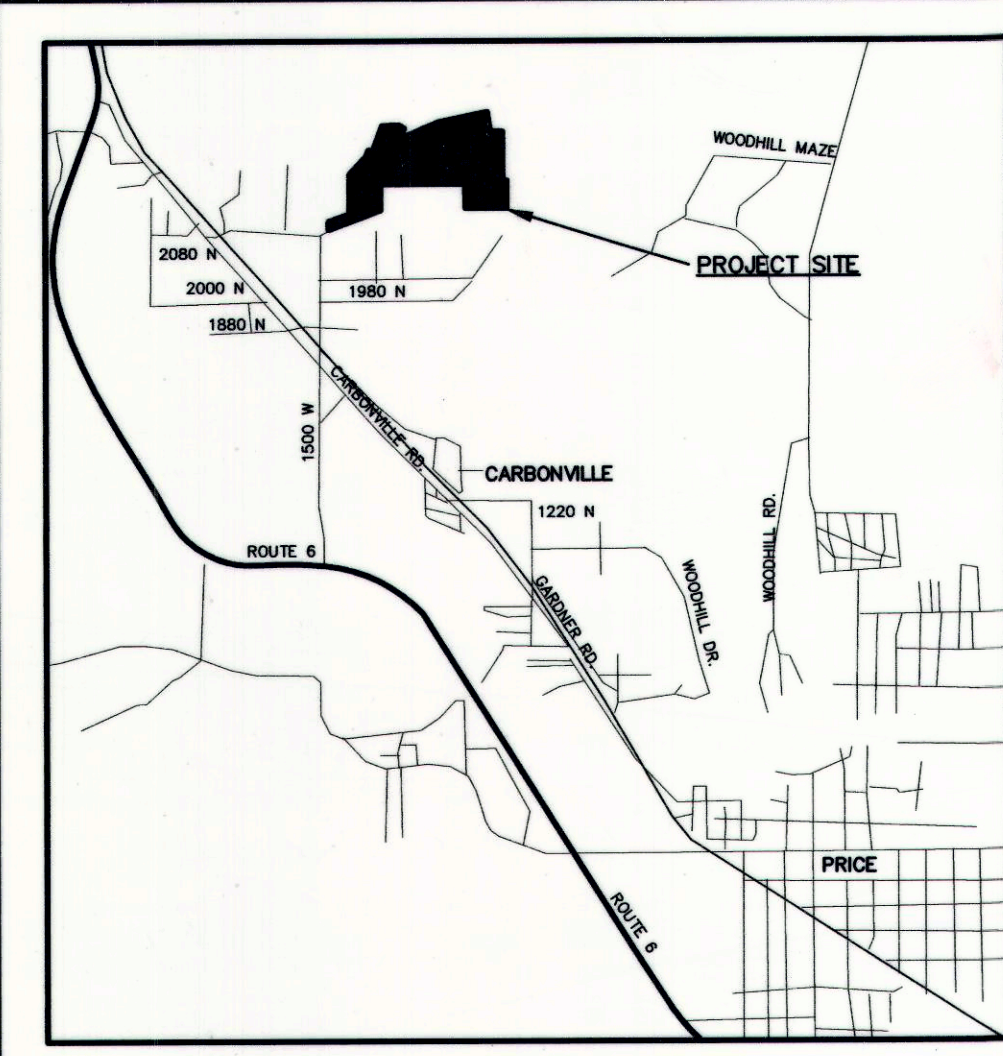 WOODHILL MAZE
2080 N
PROJECT SITE
2000 N
1980 N
1880 N
CARBONVILLE RD.
1500 W
CARBONVILLE
1220 N
WOODHILL RD.
ROUTE 6
WOODHILL DR.
GARDNER RD.
PRICE
ROUTE 6